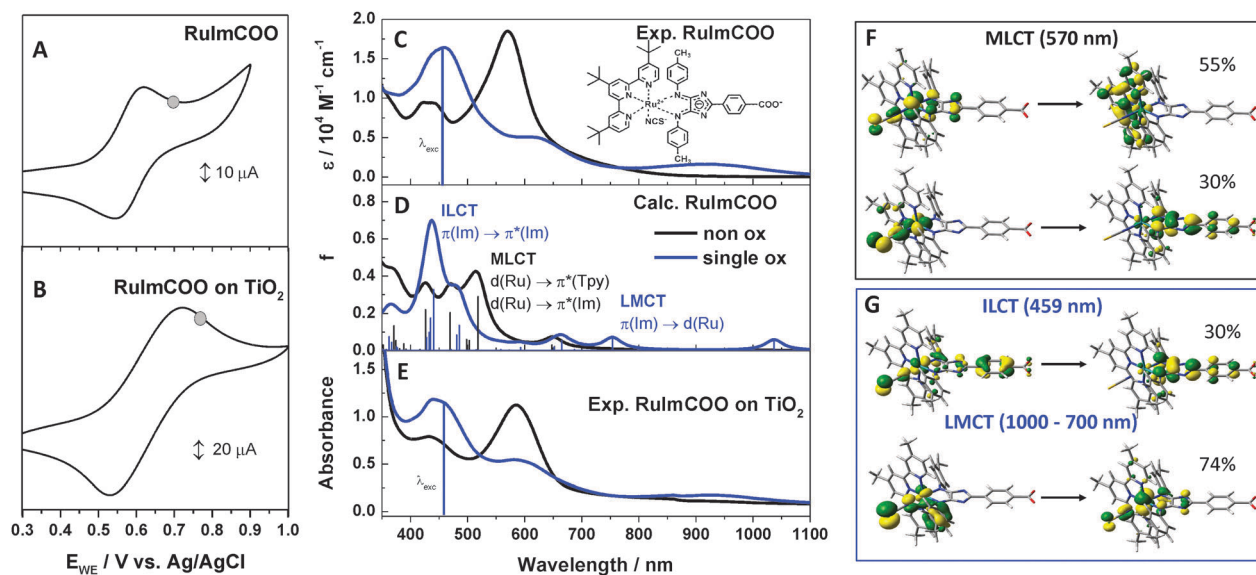 A
RuImCOO
↕ 10 μA
B
RuImCOO on TiO2
↕ 20 μA
0.3 0.4 0.5 0.6 0.7 0.8 0.9 1.0
EWE / V vs. Ag/AgCl
C
Exp. RuImCOO
ε / 10⁴ M⁻¹ cm⁻¹
2.0
1.5
1.0
0.5
0.0
λexc
CH3
N
N
N
N
N
N
N
Ru2+
NCS-
COO-
CH3
D
Calc. RuImCOO
f
0.8
0.6
0.4
0.2
0.0
ILCT
π(Im) → π*(Im)
MLCT
d(Ru) → π*(Tpy)
d(Ru) → π*(Im)
non ox
single ox
LMCT
π(Im) → d(Ru)
E
Exp. RuImCOO on TiO2
Absorbance
1.5
1.0
0.5
0.0
λexc
400 500 600 700 800 900 1000 1100
Wavelength / nm
F
MLCT (570 nm)
55%
30%
G
ILCT (459 nm)
30%
LMCT (1000 - 700 nm)
74%